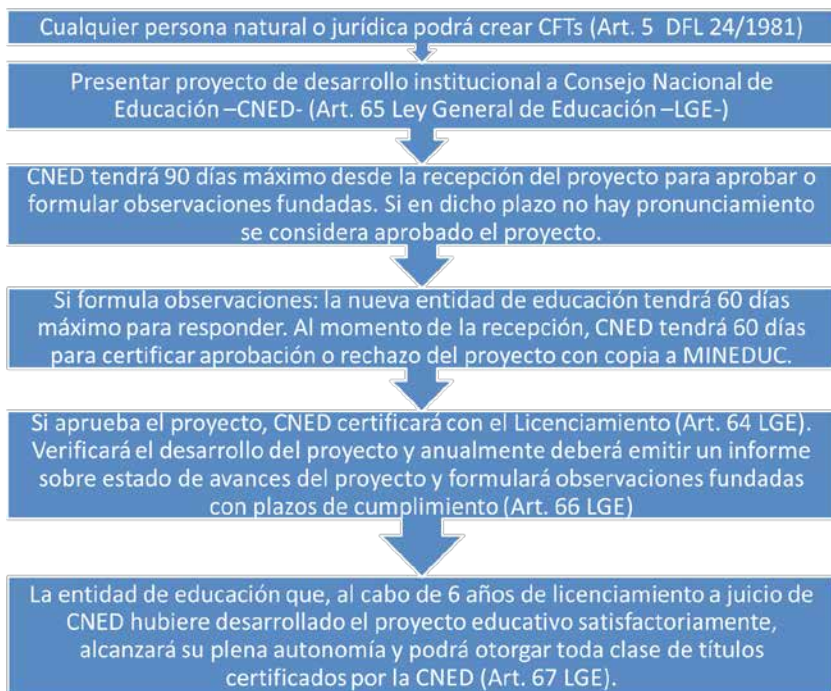 Cualquier persona natural o jurídica podrá crear CFTs (Art. 5 DFL 24/1981)
Presentar proyecto de desarrollo institucional a Consejo Nacional de
Educación –CNED- (Art. 65 Ley General de Educación –LGE-)
CNED tendrá 90 días máximo desde la recepción del proyecto para aprobar o
formular observaciones fundadas. Si en dicho plazo no hay pronunciamiento
se considera aprobado el proyecto.
Si formula observaciones: la nueva entidad de educación tendrá 60 días
máximo para responder. Al momento de la recepción, CNED tendrá 60 días
para certificar aprobación o rechazo del proyecto con copia a MINEDUC.
Si aprueba el proyecto, CNED certificará con el Licenciamiento (Art. 64 LGE).
Verificará el desarrollo del proyecto y anualmente deberá emitir un informe
sobre estado de avances del proyecto y formulará observaciones fundadas
con plazos de cumplimiento (Art. 66 LGE)
La entidad de educación que, al cabo de 6 años de licenciamiento a juicio de
CNED hubiere desarrollado el proyecto educativo satisfactoriamente,
alcanzará su plena autonomía y podrá otorgar toda clase de títulos
certificados por la CNED (Art. 67 LGE).